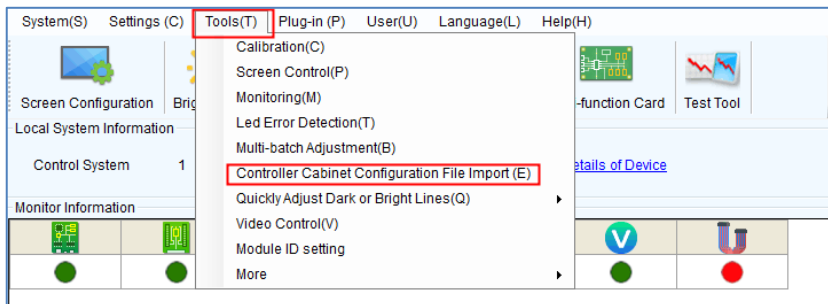 System(S) Settings (C) Tools(T) Plug-in (P) User(U) Language(L) Help(H)
Calibration(C)
Screen Control(P)
Monitoring(M)
Led Error Detection(T)
Multi-batch Adjustment(B)
Controller Cabinet Configuration File Import (E)
Quickly Adjust Dark or Bright Lines(Q)
Video Control(V)
Module ID setting
More
Screen Configuration Brig -function Card Test Tool
Local System Information
Control System 1 etails of Device
Monitor Information
V